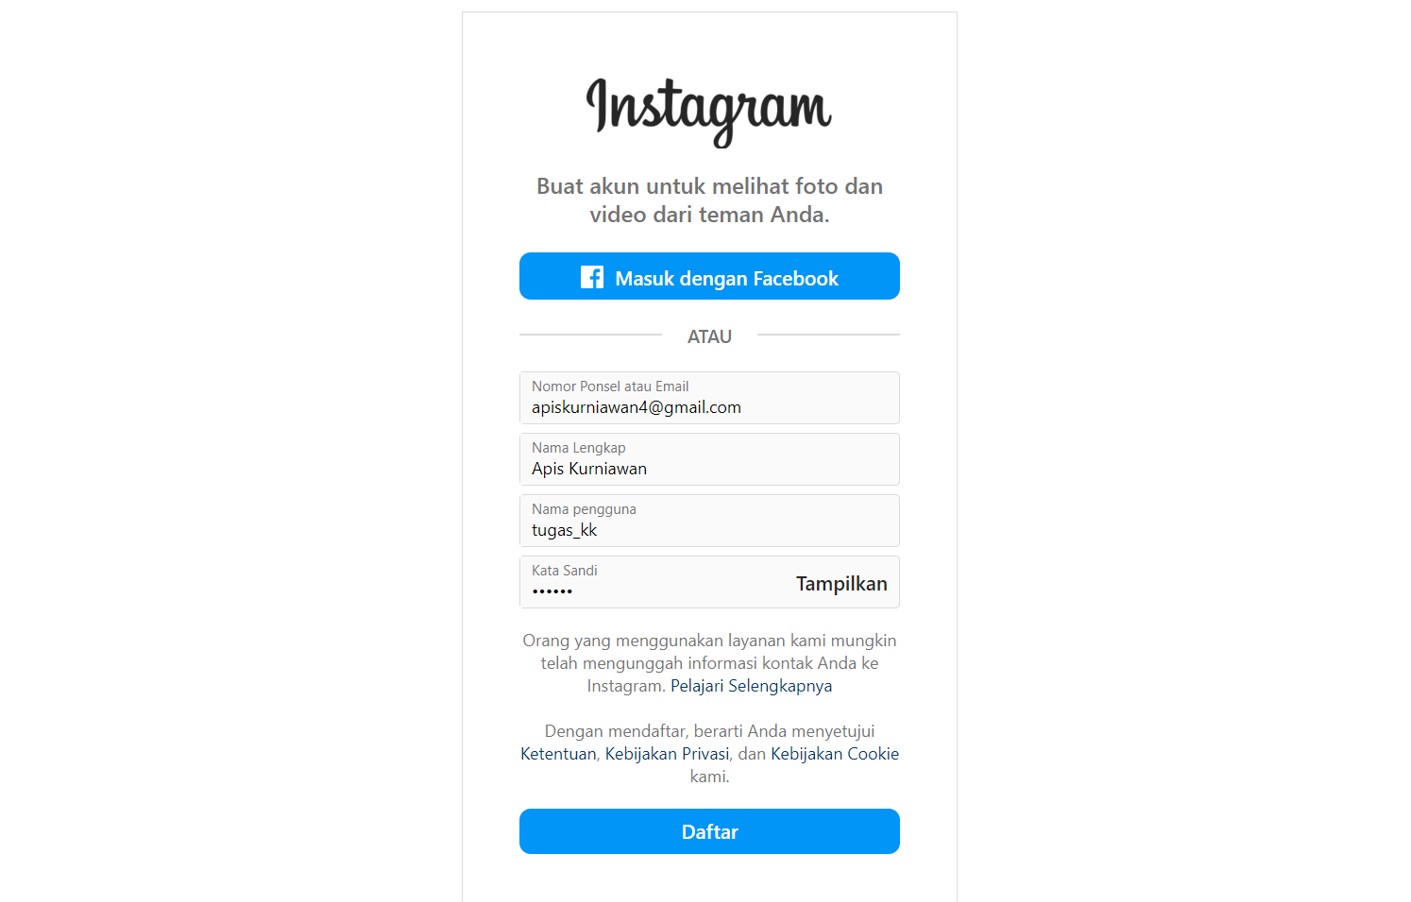 Instagram
Buat akun untuk melihat foto dan
video dari teman Anda.
Masuk dengan Facebook
ATAU
Nomor Ponsel atau Email
apiskurniawan4@gmail.com
Nama Lengkap
Apis Kurniawan
Nama pengguna
tugas_kk
Kata Sandi
••••••
Tampilkan
Orang yang menggunakan layanan kami mungkin
telah mengunggah informasi kontak Anda ke
Instagram. Pelajari Selengkapnya
Dengan mendaftar, berarti Anda menyetujui
Ketentuan, Kebijakan Privasi, dan Kebijakan Cookie
kami.
Daftar